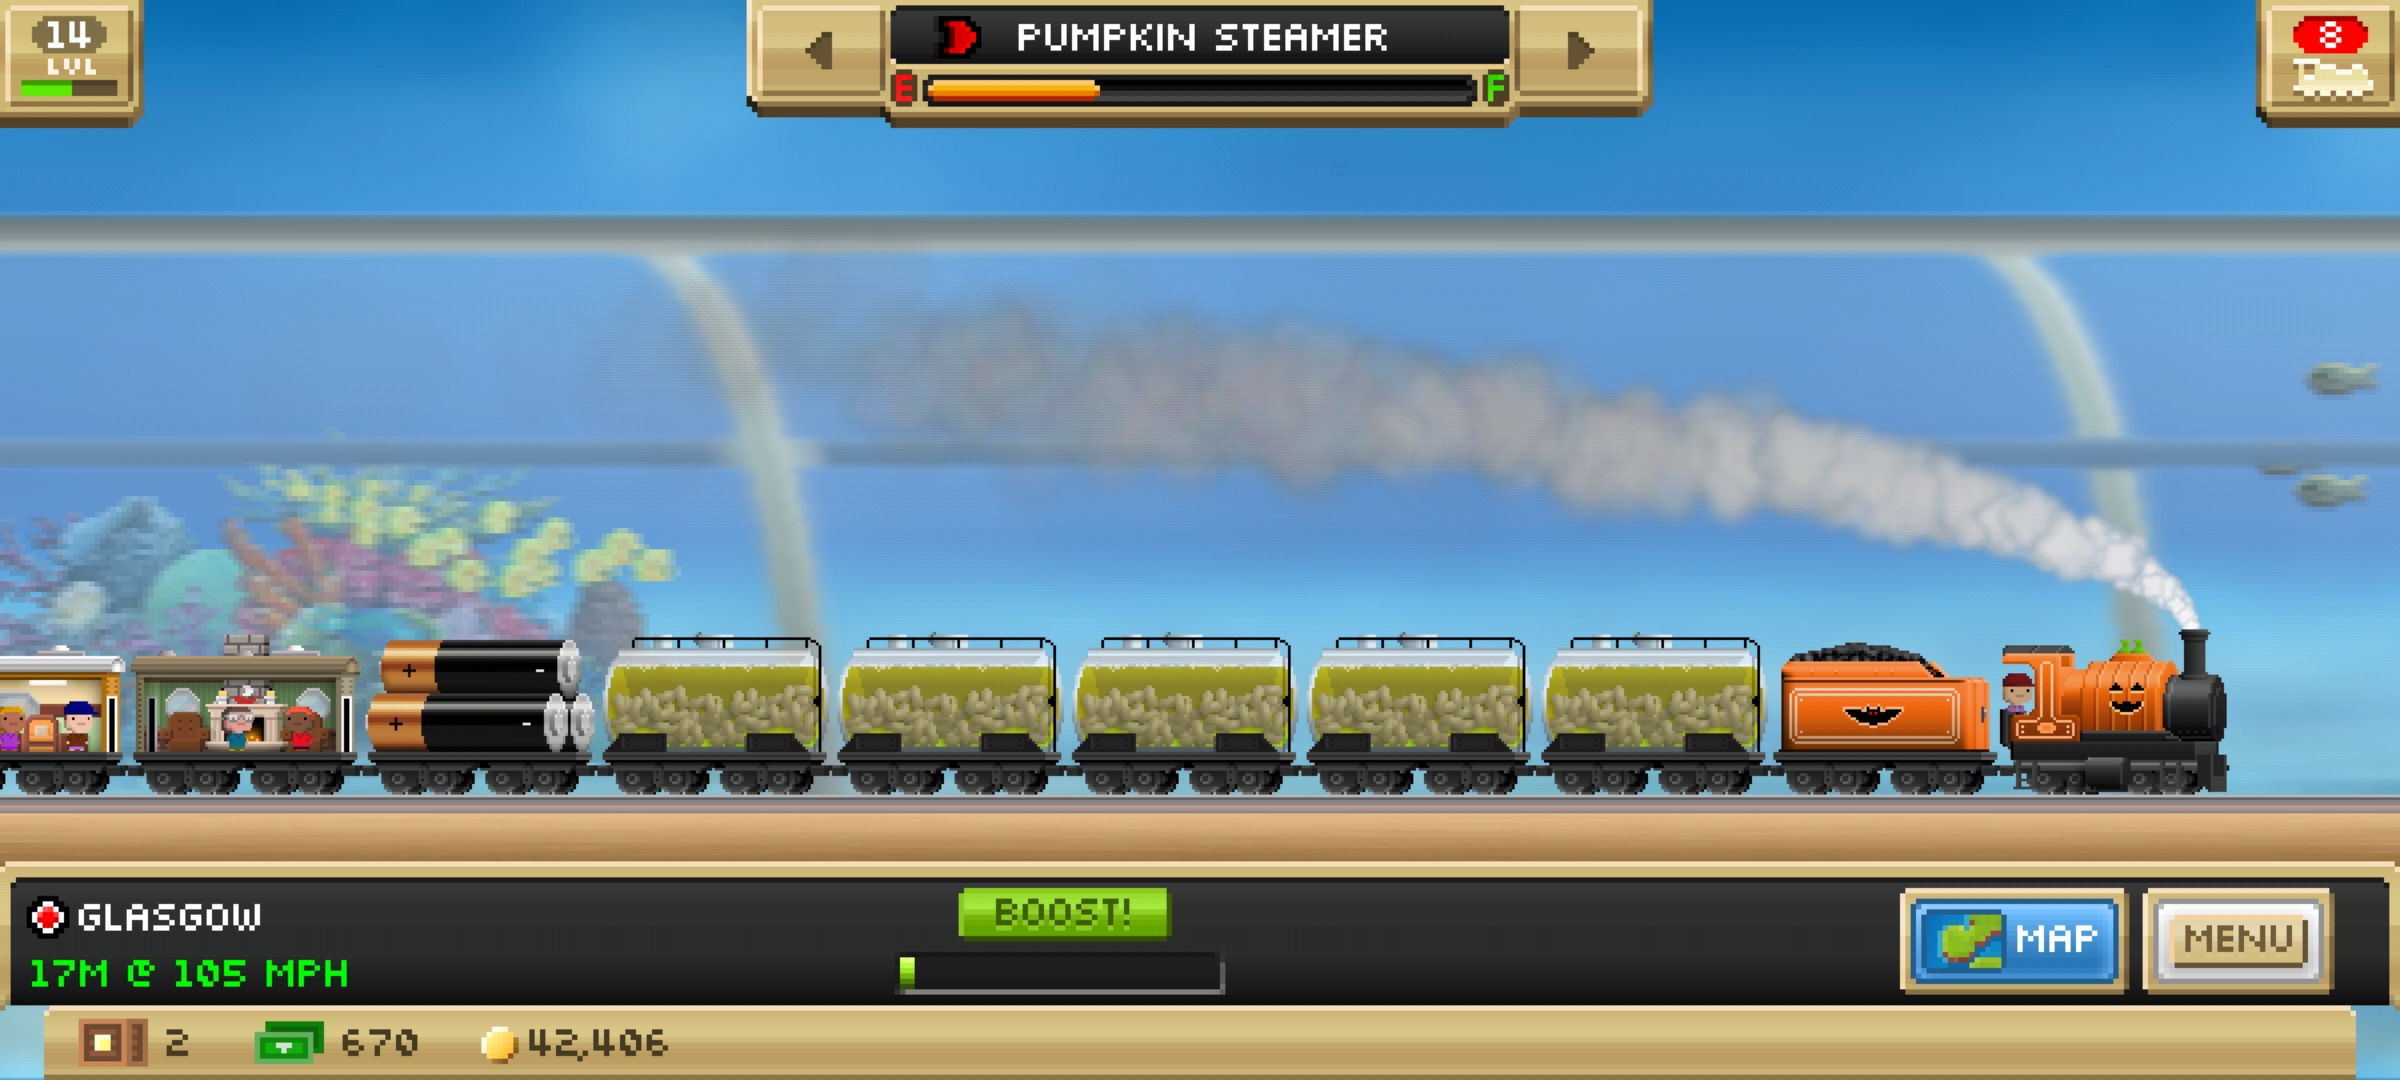 14
LVL
PUMPKIN STEAMER
E
F
8
+ -
+ -
GLASGOW
17M @ 105 MPH
BOOST!
MAP
MENU
2
670
42,406